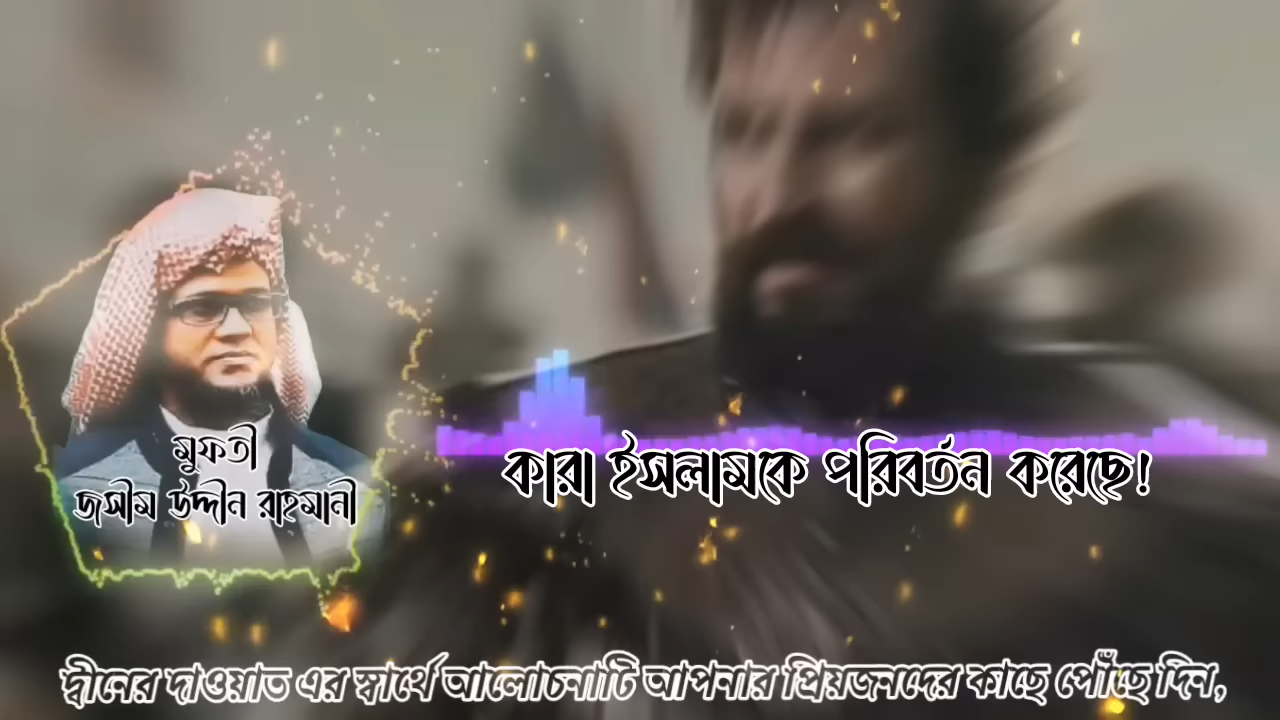 মুফতী
জসীম উদ্দীন রাহমানী
কারা ইসলামকে পরিবর্তন করেছে!
দ্বীনের দাওয়াত এর স্বার্থে আলোচনাটি আপনার প্রিয়জনদের কাছে পৌঁছে দিন,